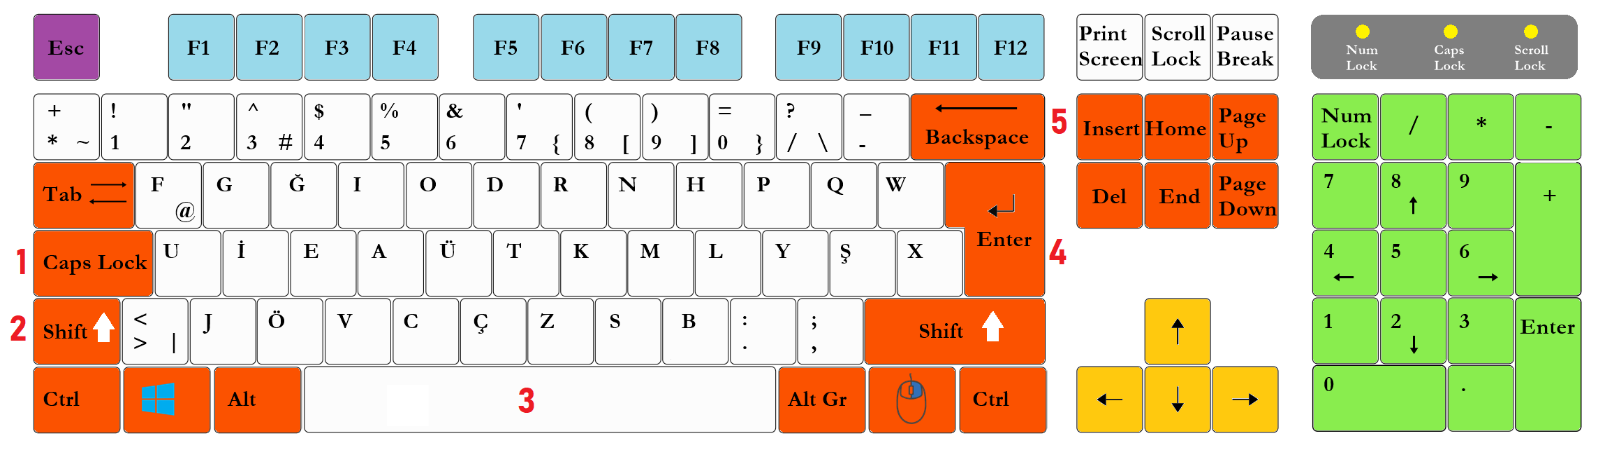 Esc F1 F2 F3 F4 F5 F6 F7 F8 F9 F10 F11 F12
Print Screen
Scroll Lock
Pause Break
Num Lock
Caps Lock
Scroll Lock
+ * ~
! 1
" 2
^ 3 #
$ 4
% 5
& 6
' 7 {
( 8 [
) 9 ]
= 0 }
? / \
_ -
Backspace
5
Insert Home Page Up
Num Lock / * -
Tab F @ G Ğ I O D R N H P Q W
Enter
Del End Page Down
7 8 9 +
1
Caps Lock U İ E A Ü T K M L Y Ş X
4
4 5 6
2
Shift < > | J Ö V C Ç Z S B : . ; , Shift
1 2 3 Enter
Ctrl Alt 3 Alt Gr Ctrl
0 .